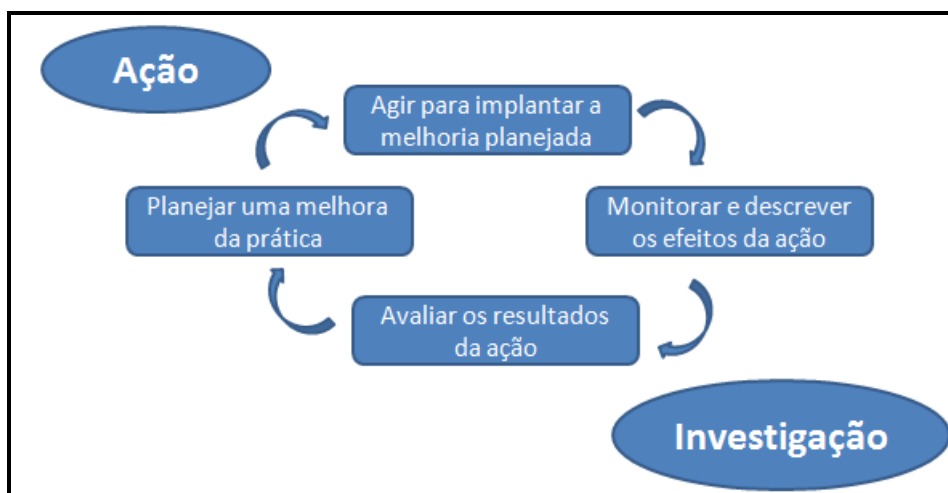 Ação
Agir para implantar a
melhoria planejada
Planejar uma melhora
da prática
Monitorar e descrever
os efeitos da ação
Avaliar os resultados
da ação
Investigação